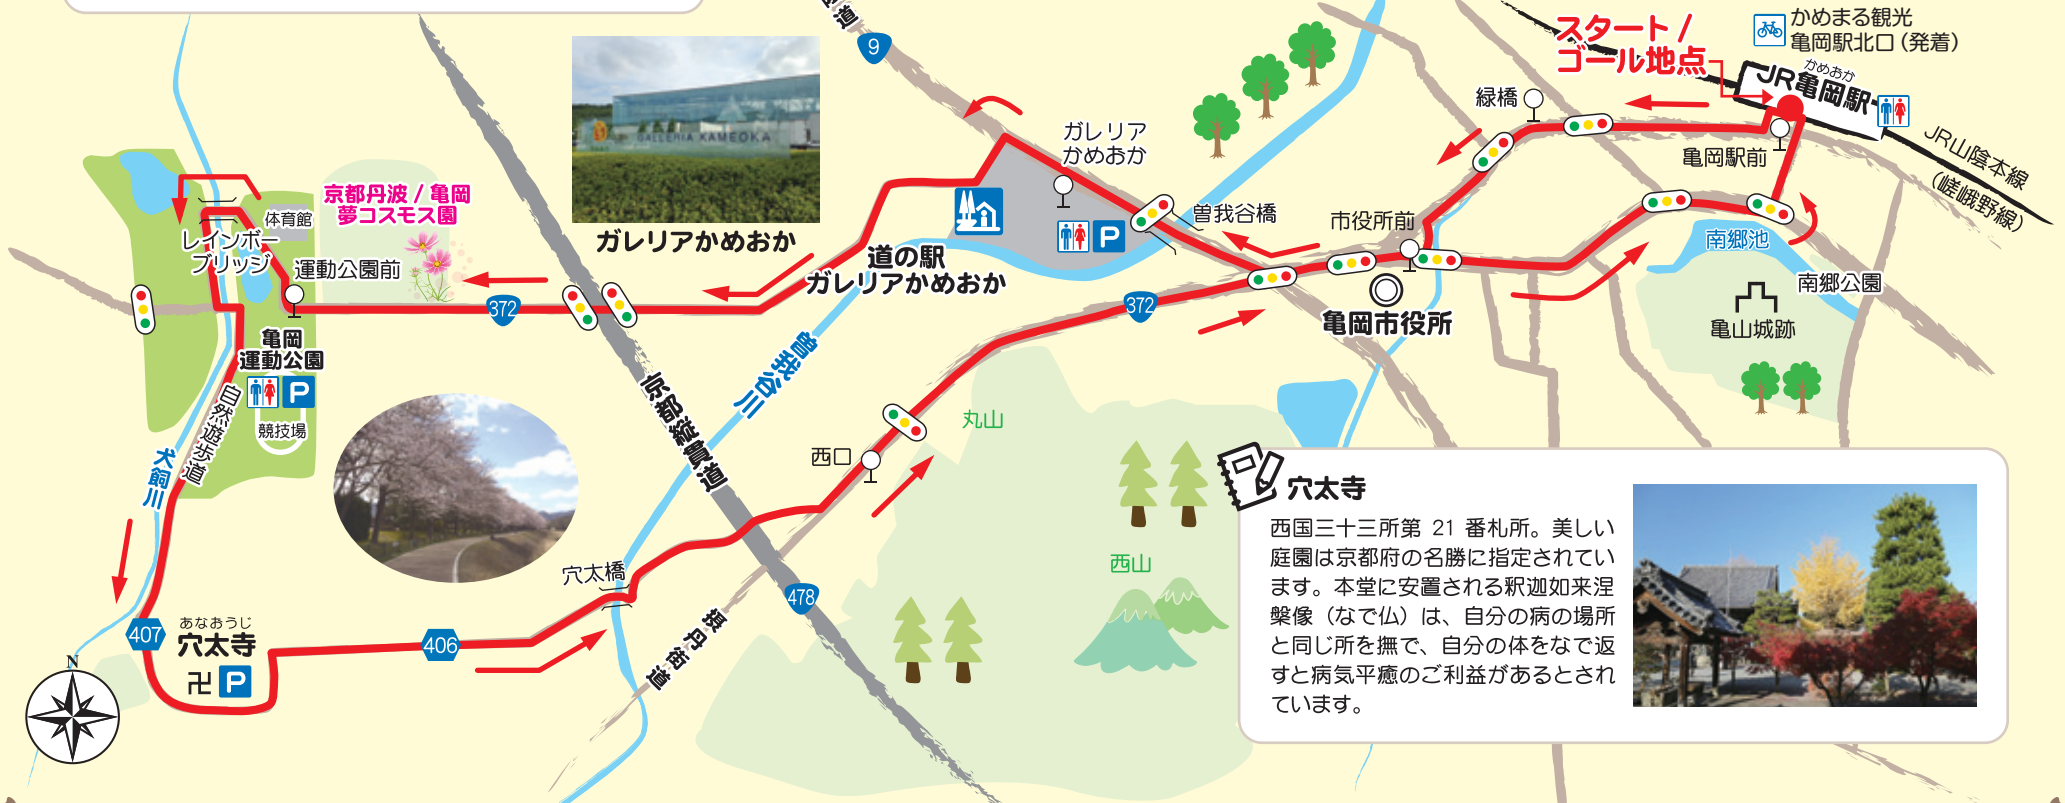 道
9
スタート /
ゴール地点
かめまる観光
亀岡駅北口（発着）
かめおか
JR亀岡駅
JR山陰本線
（嵯峨野線）
緑橋
亀岡駅前
ガレリア
かめおか
曽我谷橋
市役所前
南郷池
南郷公園
亀山城跡
亀岡市役所
GALLERIA KAMEOKA
ガレリアかめおか
道の駅
ガレリアかめおか
P
京都丹波 / 亀岡
夢コスモス園
体育館
レインボー
ブリッジ
運動公園前
372
372
亀岡
運動公園
P
競技場
自然遊歩道
犬飼川
曽我谷川
京都縦貫道
丸山
西口
西山
穴太橋
478
摂丹街道
406
407
あなおうじ
穴太寺
卍 P
N
穴太寺
西国三十三所第 21 番札所。美しい
庭園は京都府の名勝に指定されてい
ます。本堂に安置される釈迦如来涅
槃像（なで仏）は、自分の病の場所
と同じ所を撫で、自分の体をなで返
すと病気平癒のご利益があるとされ
ています。